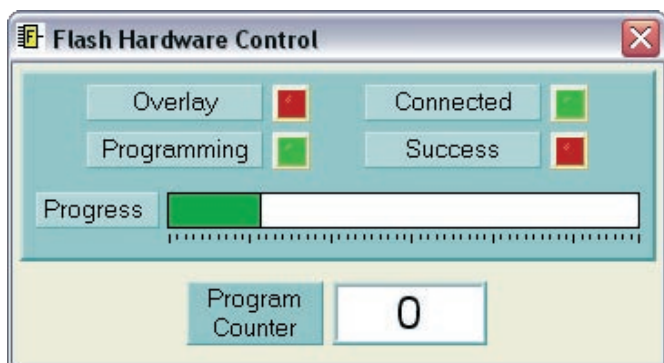 Flash Hardware Control
Overlay
Connected
Programming
Success
Progress
Program
Counter
0